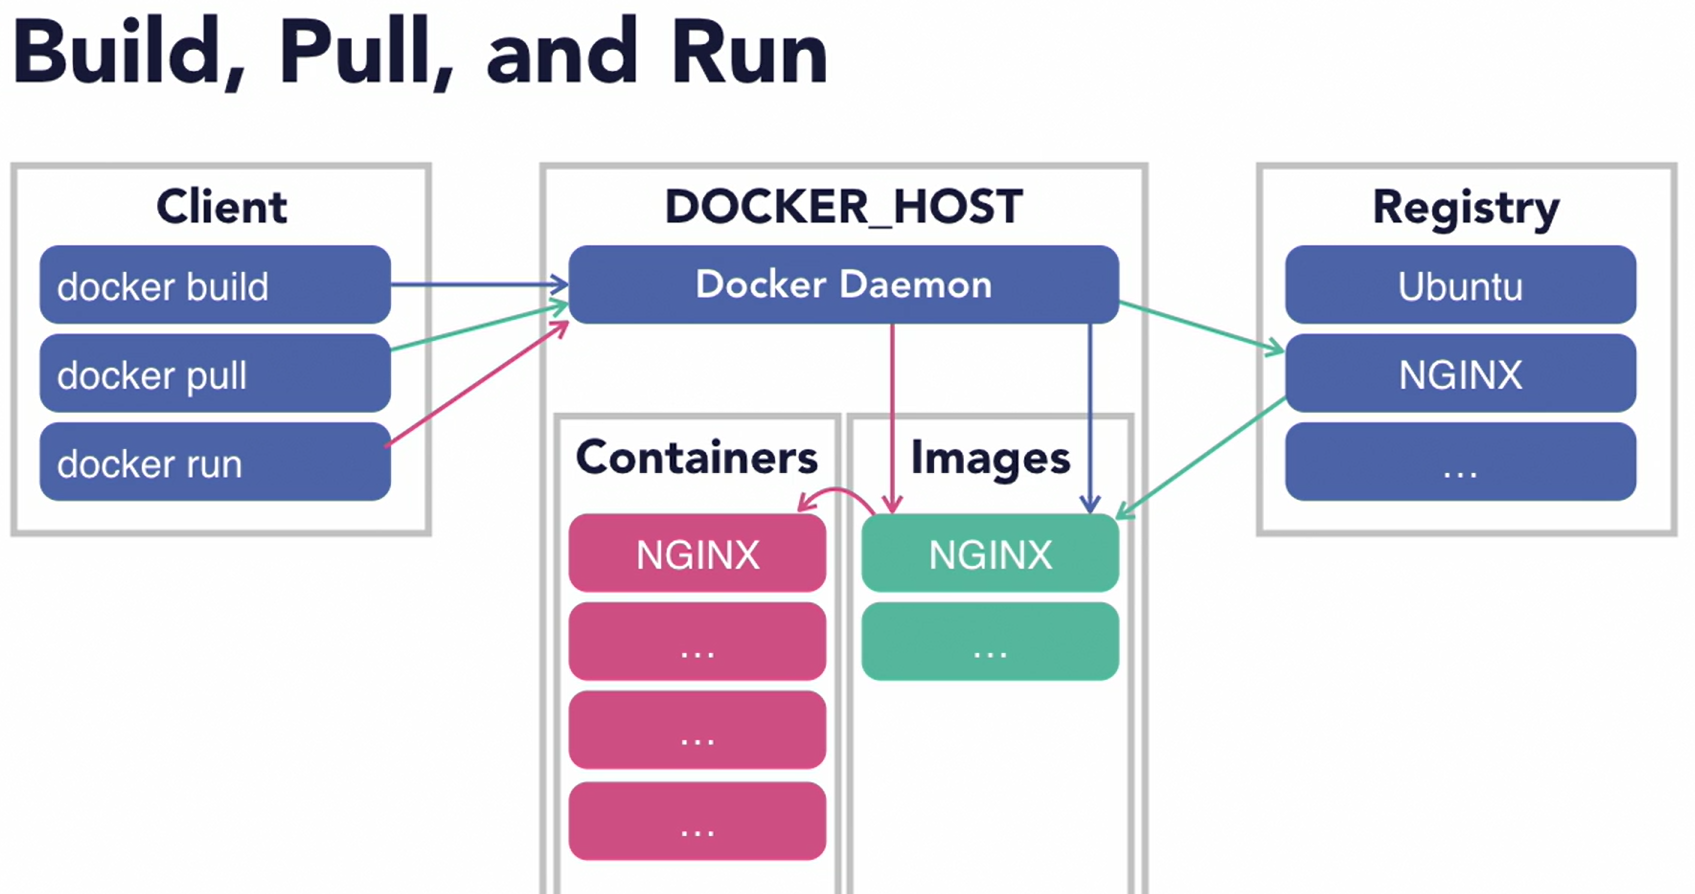 Build, Pull, and Run
Client
docker build
docker pull
docker run
DOCKER_HOST
Docker Daemon
Containers
NGINX
...
...
...
Images
NGINX
...
Registry
Ubuntu
NGINX
...